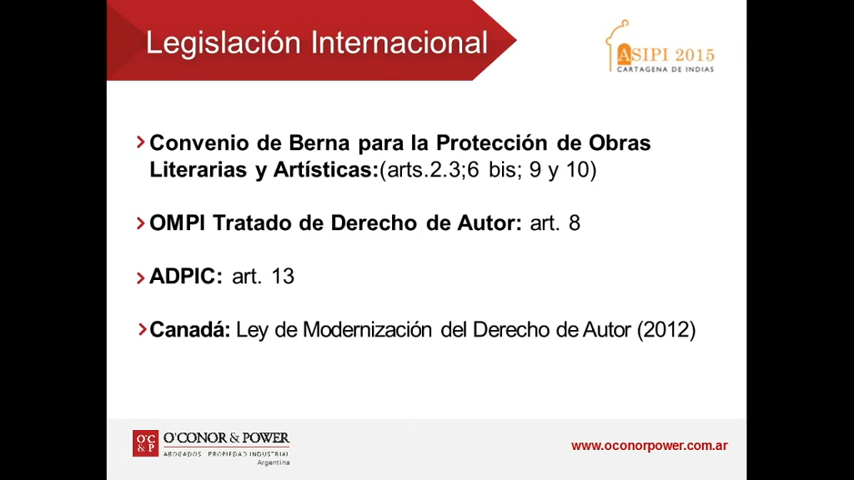 Legislación Internacional
ASIPI 2015
CARTAGENA DE INDIAS
Convenio de Berna para la Protección de Obras
Literarias y Artísticas:(arts.2.3;6 bis; 9 y 10)
OMPI Tratado de Derecho de Autor: art. 8
ADPIC: art. 13
Canadá: Ley de Modernización del Derecho de Autor (2012)
O'C
& P
O'CONOR & POWER
ABOGADOS · PROPIEDAD INDUSTRIAL
Argentina
www.oconorpower.com.ar